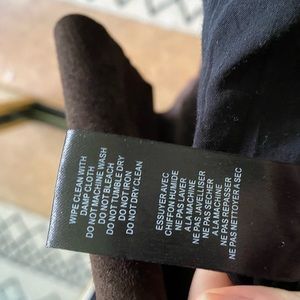 WIPE CLEAN WITH
DAMP CLOTH
DO NOT MACHINE WASH
DO NOT BLEACH
DO NOT TUMBLE DRY
DO NOT IRON
DO NOT DRY CLEAN
ESSUYER AVEC
CHIFFON HUMIDE
NE PAS LAVER
A LA MACHINE
NE PAS JAVELLISER
NE PAS SECHER
A LA MACHINE
NE PAS REPASSER
NE PAS NETTOYER A SEC